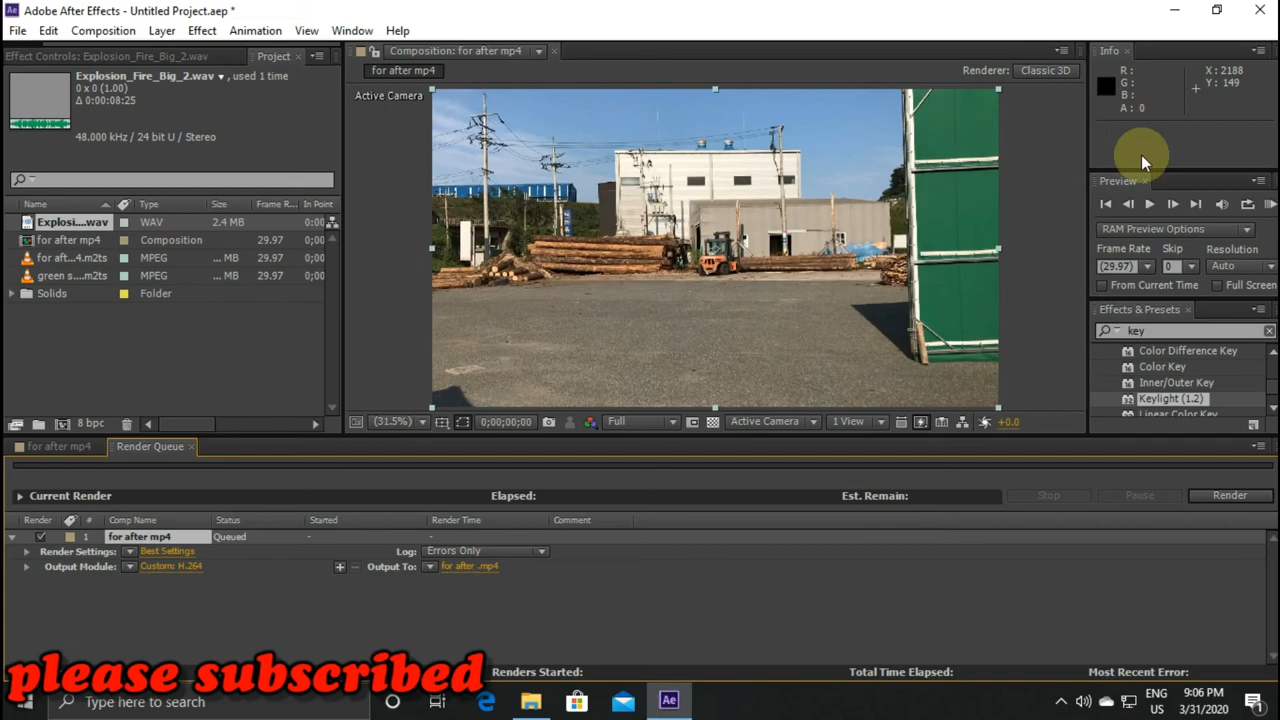 Adobe After Effects - Untitled Project.aep *
File Edit Composition Layer Effect Animation View Window Help
Effect Controls: Explosion_Fire_Big_2.wav Project
Explosion_Fire_Big_2.wav , used 1 time
0 x 0 (1.00)
Δ 0:00:08:25
48.000 kHz / 24 bit U / Stereo
Name Type Size Frame R... In Point
Explosi....wav WAV 2.4 MB 0:00
for after mp4 Composition 29.97 0;0
for aft...4.m2ts MPEG ... MB 29.97 0;0
green s....m2ts MPEG ... MB 29.97 0;0
Solids Folder
8 bpc
Composition: for after mp4
for after mp4
Renderer: Classic 3D
Active Camera
(31.5%) 0;00;00;00 Full Active Camera 1 View +0.0
Info
R : X : 2188
G : Y : 149
B :
A : 0
Preview
RAM Preview Options
Frame Rate Skip Resolution
(29.97) 0 Auto
From Current Time Full Screen
Effects & Presets
key
Color Difference Key
Color Key
Inner/Outer Key
Keylight (1.2)
Linear Color Key
for after mp4 Render Queue
Current Render Elapsed: Est. Remain: Stop Pause Render
Render # Comp Name Status Started Render Time Comment
1 for after mp4 Queued - -
Render Settings: Best Settings Log: Errors Only
Output Module: Custom: H.264 Output To: for after .mp4
Renders Started: Total Time Elapsed: Most Recent Error:
please subscribed
Type here to search
ENG
US
9:06 PM
3/31/2020
1